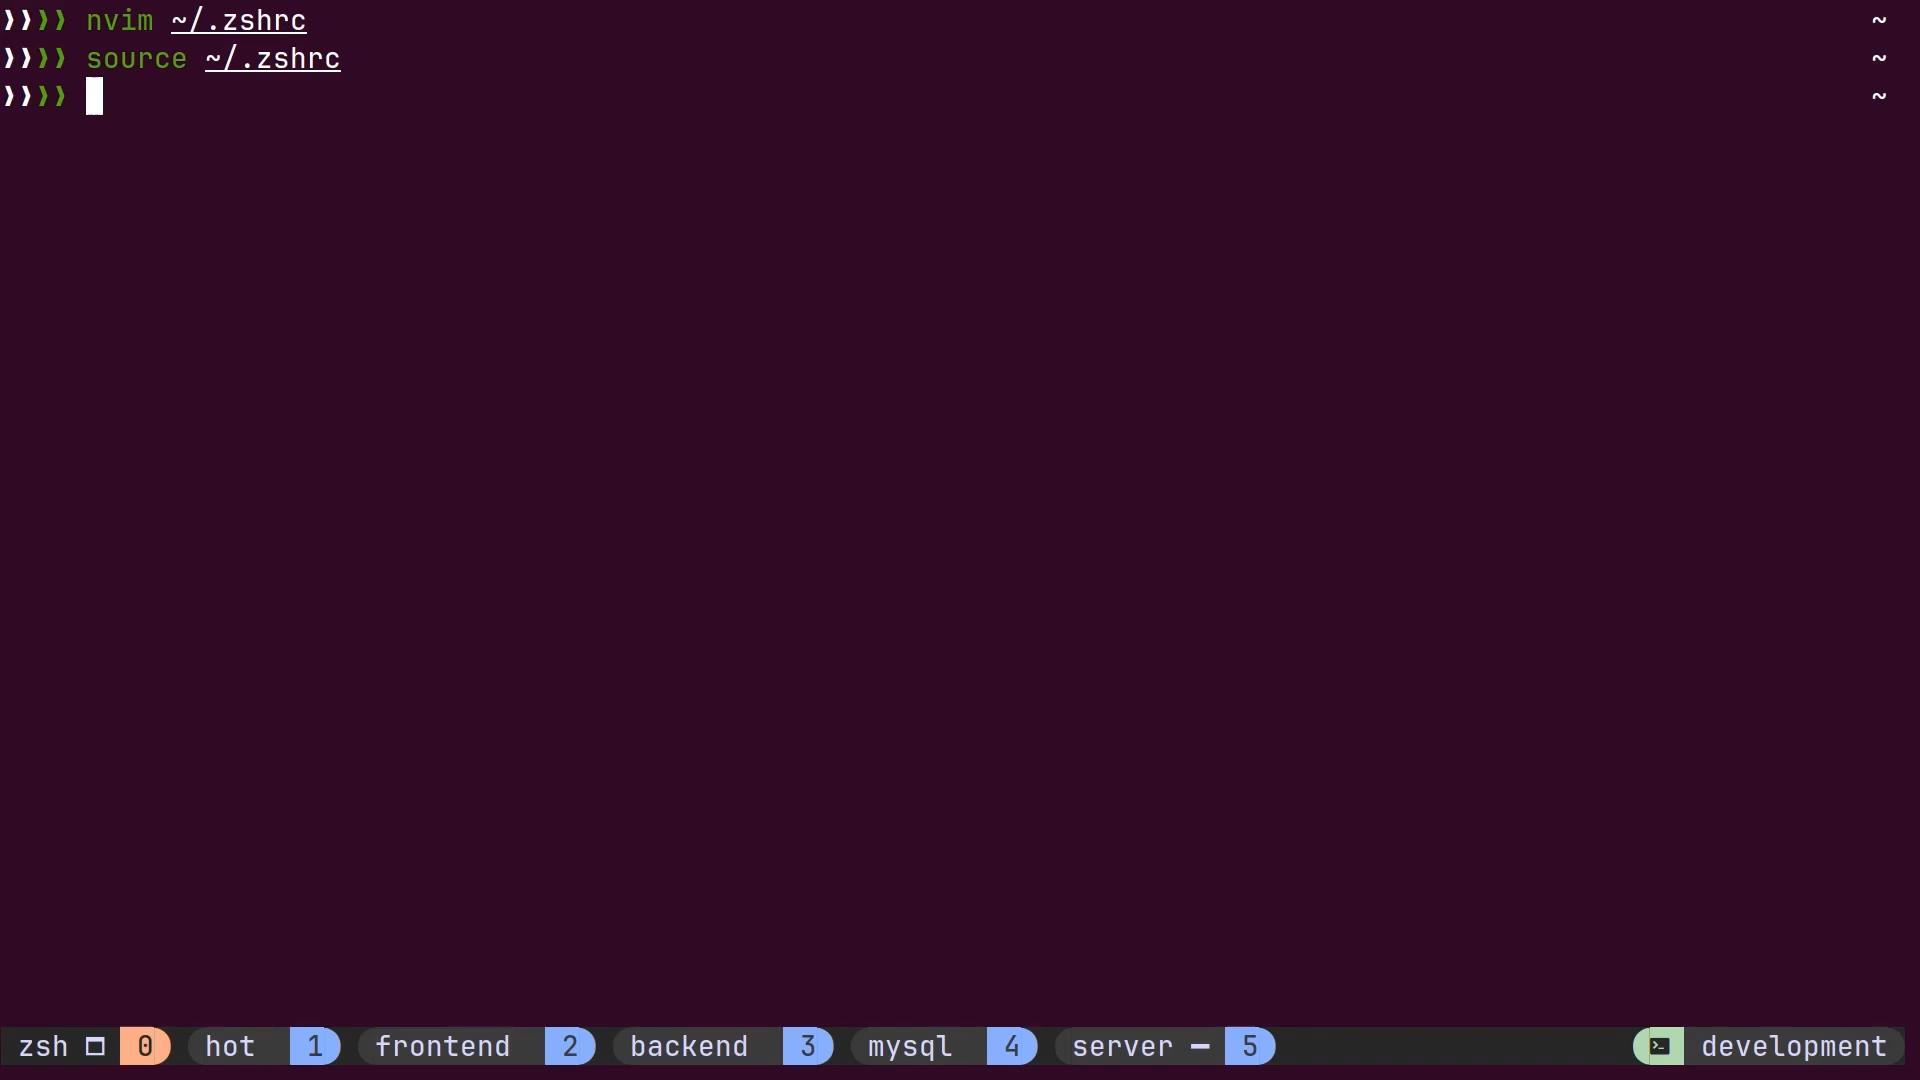 ❯❯❯❯ nvim ~/.zshrc ~
❯❯❯❯ source ~/.zshrc ~
❯❯❯❯ ~
zsh 0 hot 1 frontend 2 backend 3 mysql 4 server 5 development